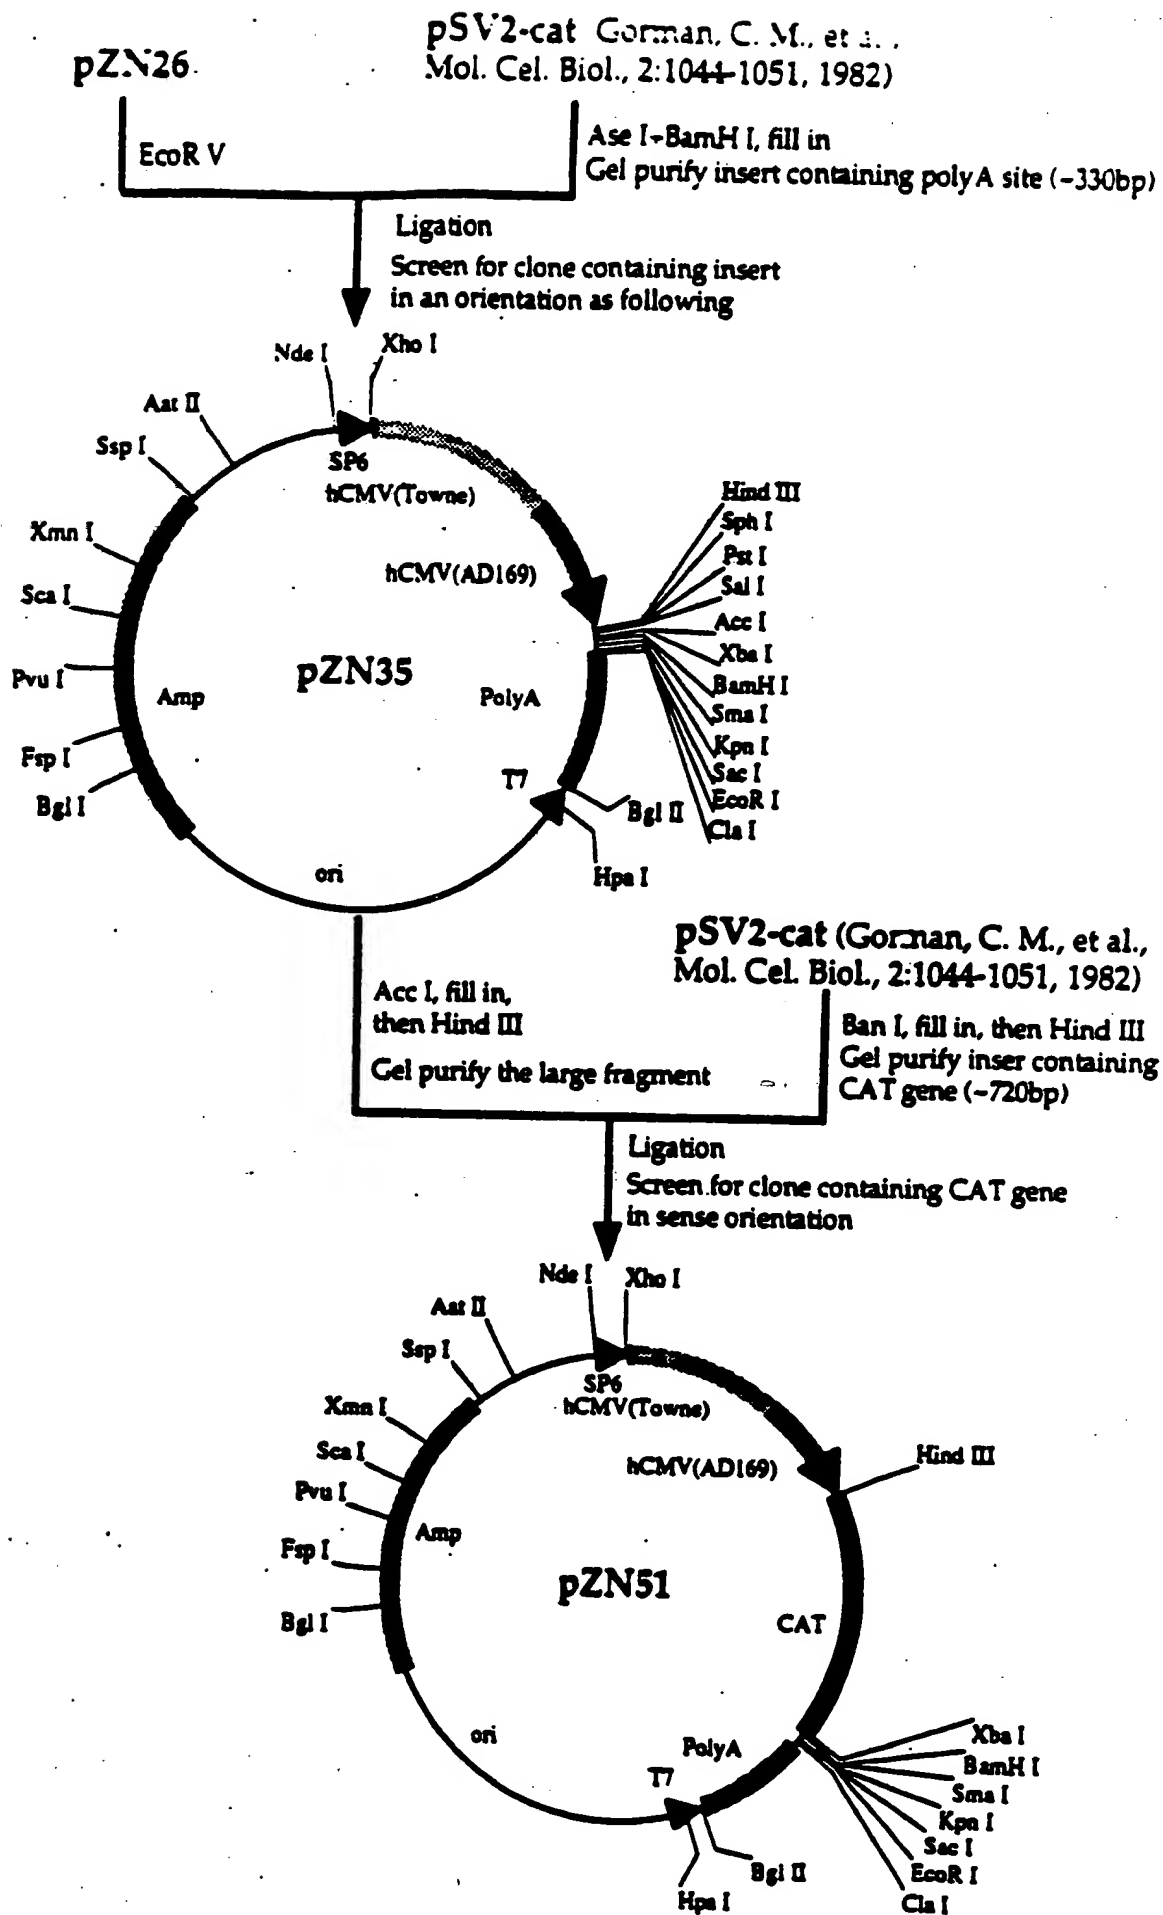 pZN26
pSV2-cat Gorman, C. M., et
Mol. Cel. Biol., 2:1044-1051, 1982)
EcoR V
Ase I-BamH I, fill in
Gel purify insert containing polyA site (~330bp)
Ligation
Screen for clone containing insert
in an orientation as following
Nde I
Xho I
Aat II
Ssp I
Xmn I
Sca I
Pvu I
Fsp I
Bgl I
SP6
hCMV(Towne)
hCMV(AD169)
Hind III
Sph I
Pst I
Sal I
Acc I
Xba I
BamH I
Sma I
Kpn I
Sac I
EcoR I
Cla I
pZN35
Amp
PolyA
T7
Bgl II
Hpa I
ori
pSV2-cat (Gorman, C. M., et al.,
Mol. Cel. Biol., 2:1044-1051, 1982)
Acc I, fill in,
then Hind III
Gel purify the large fragment
Ban I, fill in, then Hind III
Gel purify inser containing
CAT gene (~720bp)
Ligation
Screen for clone containing CAT gene
in sense orientation
Nde I
Xho I
Aat II
Ssp I
Xmn I
Sca I
Pvu I
Fsp I
Bgl I
SP6
hCMV(Towne)
hCMV(AD169)
Hind III
Amp
pZN51
CAT
ori
PolyA
T7
Xba I
BamH I
Sma I
Kpn I
Sac I
EcoR I
Cla I
Bgl II
Hpa I